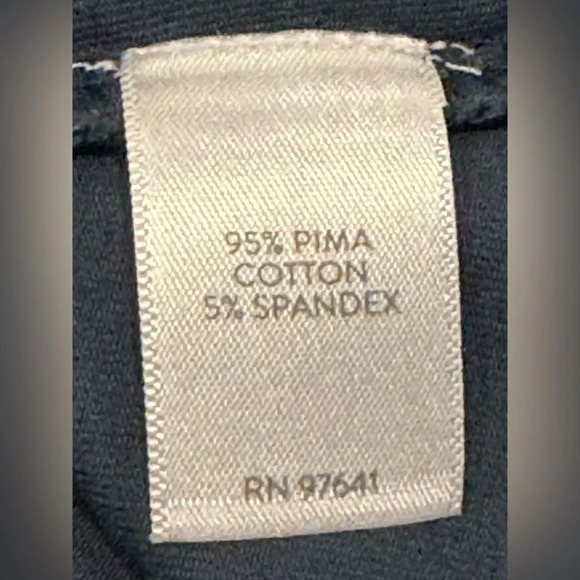 95% PIMA
COTTON
5% SPANDEX
RN 97641